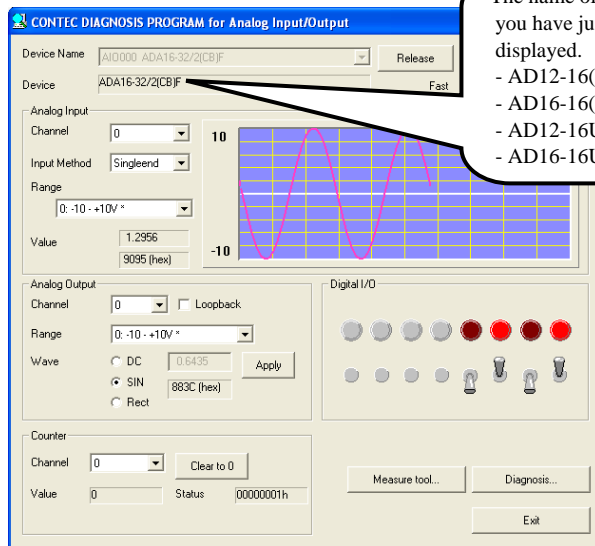 CONTEC DIAGNOSIS PROGRAM for Analog Input/Output
The name of
you have ju
displayed.
- AD12-16(
- AD16-16(
- AD12-16U
- AD16-16U
Device Name AIO000 ADA16-32/2(CB)F Release
Device ADA16-32/2(CB)F Fast
Analog Input
Channel 0
Input Method Singleend
Range
0: -10 - +10V *
Value 1.2956
9095 (hex)
10
-10
Analog Output
Channel 0 Loopback
Range 0: -10 - +10V *
Wave DC 0.6435 Apply
SIN 883C (hex)
Rect
Digital I/O
Counter
Channel 0 Clear to 0
Value 0 Status 00000001h
Measure tool... Diagnosis...
Exit